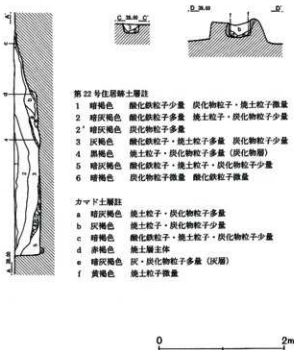 C 26.60 C'
D 26.60 D'
第22号住居跡土層註
1 暗褐色 酸化鉄粒子少量 炭化物粒子・焼土粒子微量
2 暗灰褐色 酸化鉄粒子多量 焼土粒子・炭化物粒子少量
2' 暗灰褐色 炭化物粒子多量
3 灰褐色 酸化鉄粒子・焼土粒子多量 炭化物粒子少量
4 黒褐色 焼土粒子・炭化物粒子多量 (炭化物層)
5 暗灰褐色 酸化鉄粒子・焼土粒子・炭化物粒子少量
6 暗褐色 炭化物粒子微量 酸化鉄粒子微量
カマド土層註
a 暗灰褐色 焼土粒子・炭化物粒子多量
b 灰褐色 焼土粒子・炭化物粒子少量
c 暗褐色 酸化鉄粒子・焼土粒子・炭化物粒子少量
d 赤褐色 焼土層主体
e 暗灰褐色 灰・炭化物粒子多量 (灰層)
f 黄褐色 焼土粒子微量
0 2m